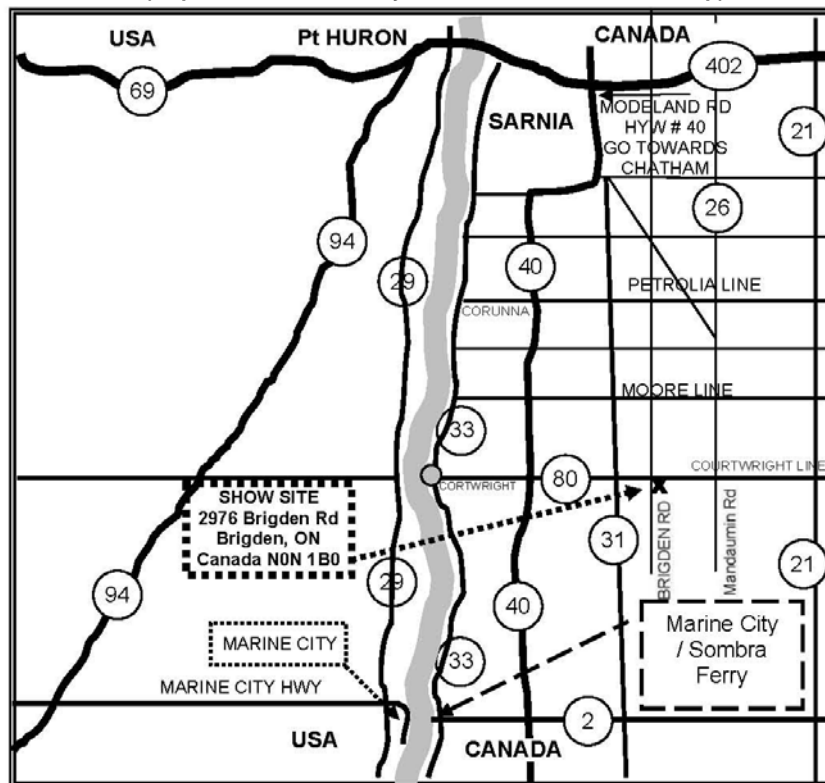 USA
Pt HURON
CANADA
402
69
MODELAND RD
HYW # 40
GO TOWARDS
CHATHAM
SARNIA
21
26
94
29
40
PETROLIA LINE
CORUNNA
MOORE LINE
33
COURTWRIGHT LINE
CORTWRIGHT
80
X
SHOW SITE
2976 Brigden Rd
Brigden, ON
Canada N0N 1B0
31
BRIGDEN RD
Mandaumin Rd
21
94
29
40
MARINE CITY
33
Marine City
/ Sombra
Ferry
MARINE CITY HWY
2
USA
CANADA